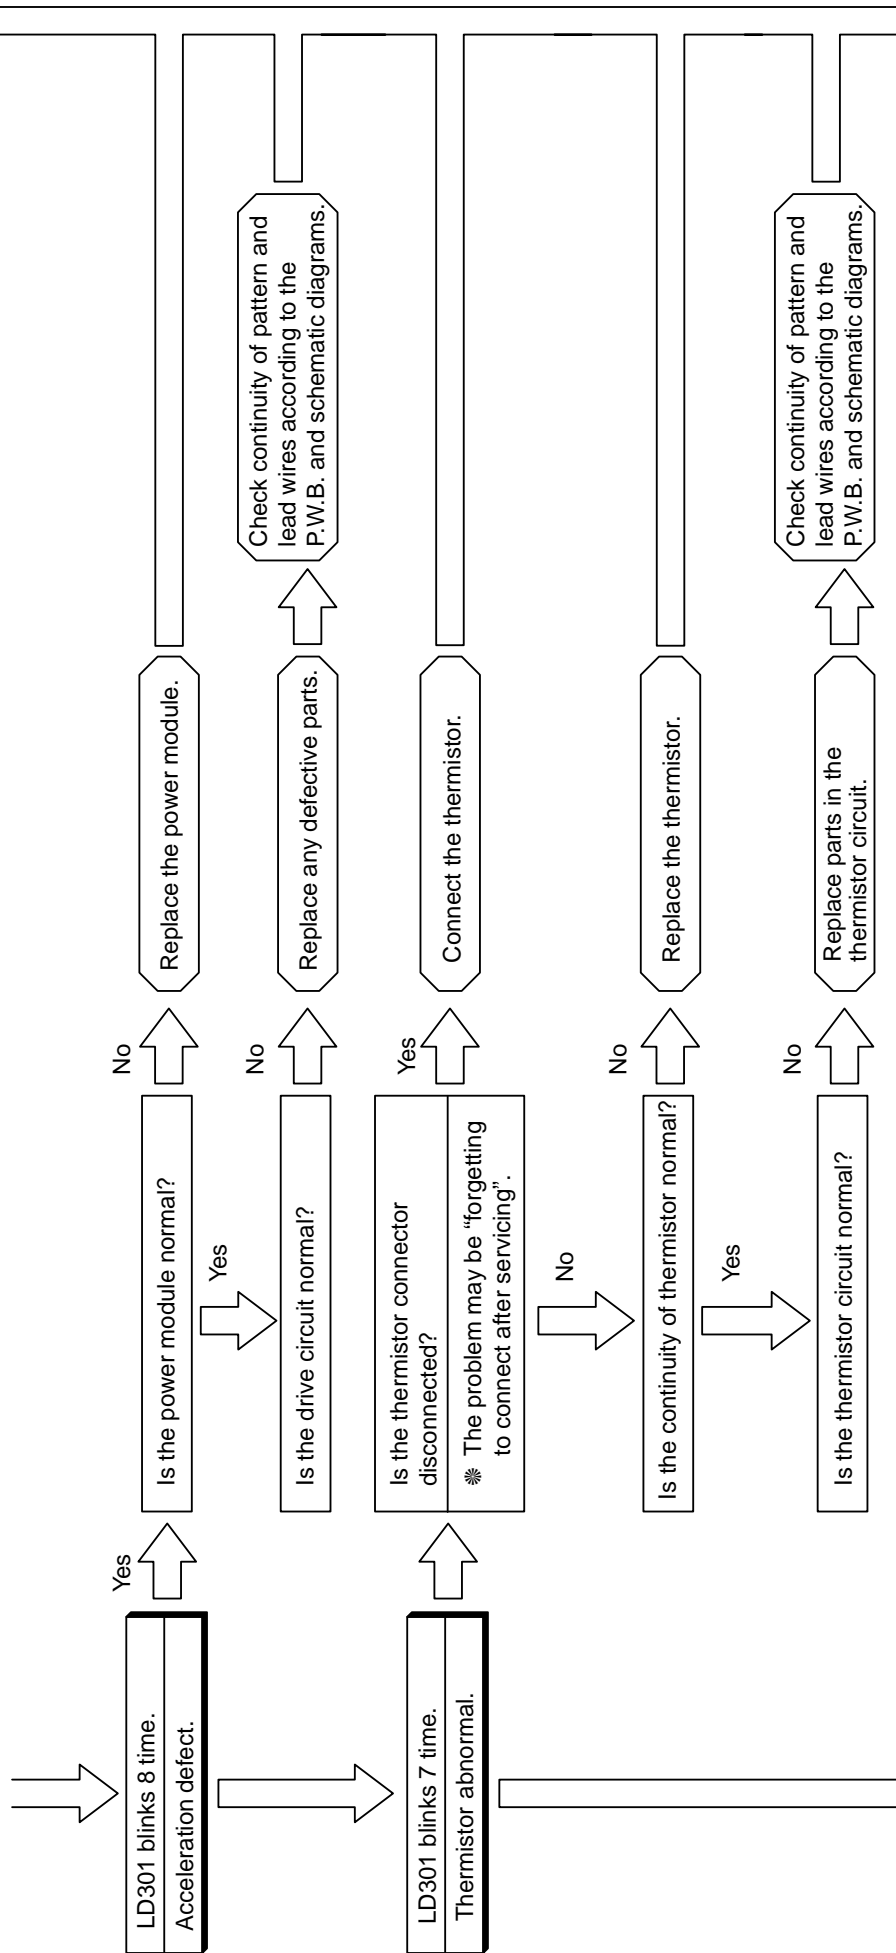 LD301 blinks 8 time.
Acceleration defect.
Yes
Is the power module normal?
No
Replace the power module.
Yes
Is the drive circuit normal?
No
Replace any defective parts.
Check continuity of pattern and
lead wires according to the
P.W.B. and schematic diagrams.
LD301 blinks 7 time.
Thermistor abnormal.
Is the thermistor connector
disconnected?
❋ The problem may be “forgetting
to connect after servicing”.
Yes
Connect the thermistor.
No
Is the continuity of thermistor normal?
No
Replace the thermistor.
Yes
Is the thermistor circuit normal?
No
Replace parts in the
thermistor circuit.
Check continuity of pattern and
lead wires according to the
P.W.B. and schematic diagrams.